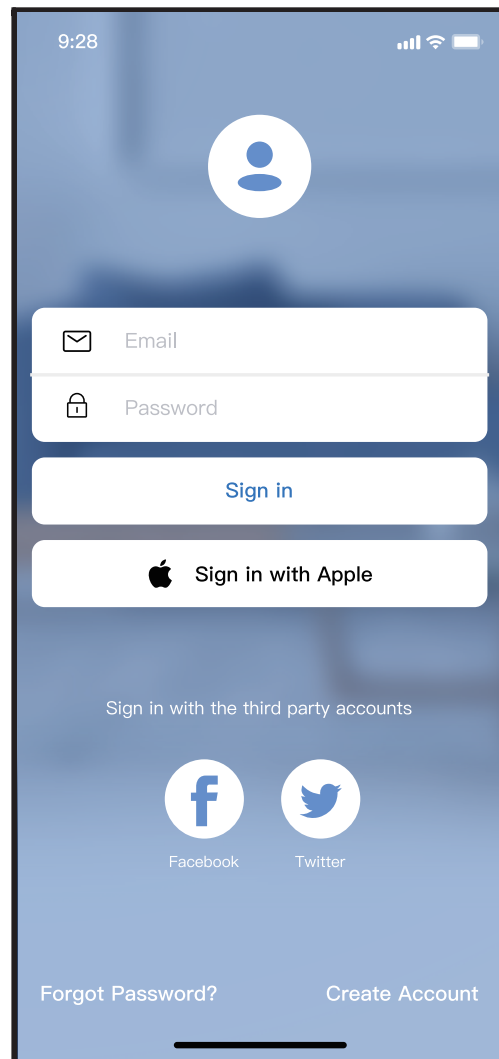 9:28
Email
Password
Sign in
Sign in with Apple
Sign in with the third party accounts
Facebook Twitter
Forgot Password? Create Account